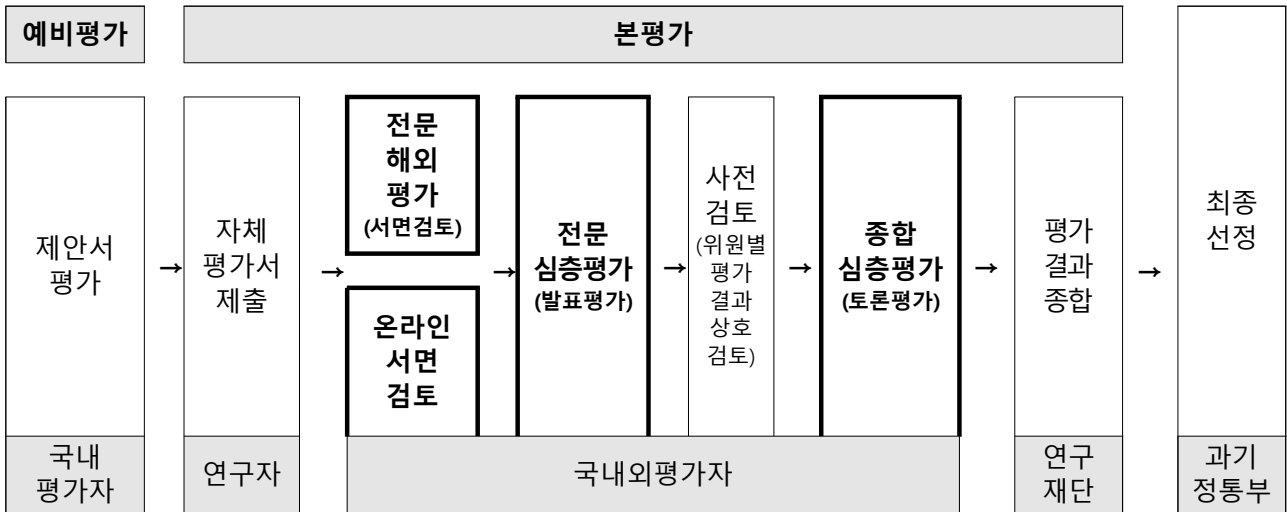 예비평가
본평가
제안서
평가
→
자체
평가서
제출
→
전문
해외
평가
(서면검토)
온라인
서면
검토
→
전문
심층평가
(발표평가)
→
사전
검토
(위원별
평가
결과
상호
검토)
→
종합
심층평가
(토론평가)
→
평가
결과
종합
→
최종
선정
국내
평가자
연구자
국내외평가자
연구
재단
과기
정통부